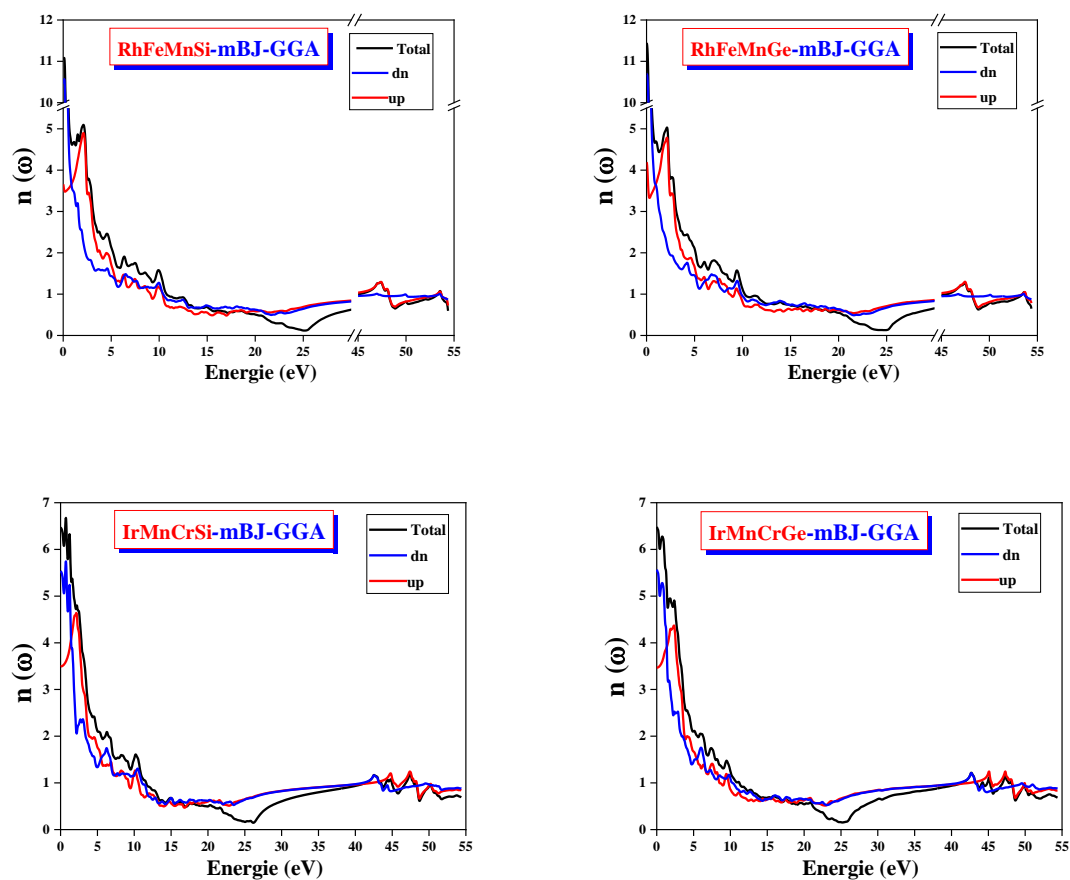 RhFeMnSi-mBJ-GGA
Total
dn
up
n (ω)
12
11
10
5
4
3
2
1
0
0 5 10 15 20 25 45 50 55
Energie (eV)
RhFeMnGe-mBJ-GGA
Total
dn
up
n (ω)
12
11
10
5
4
3
2
1
0
0 5 10 15 20 25 45 50 55
Energie (eV)
IrMnCrSi-mBJ-GGA
Total
dn
up
n (ω)
7
6
5
4
3
2
1
0
0 5 10 15 20 25 30 35 40 45 50 55
Energie (eV)
IrMnCrGe-mBJ-GGA
Total
dn
up
n (ω)
7
6
5
4
3
2
1
0
0 5 10 15 20 25 30 35 40 45 50 55
Energie (eV)